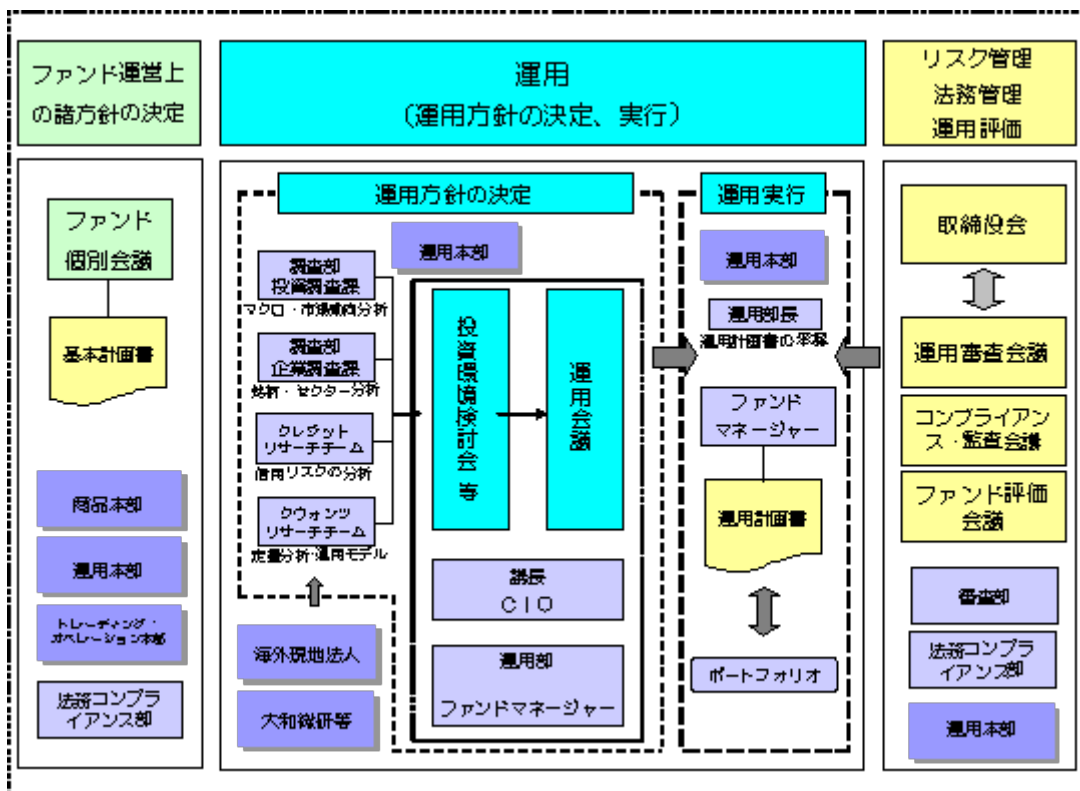 ファンド運営上
の諸方針の決定
運用
(運用方針の決定、実行)
リスク管理
法務管理
運用評価
ファンド
個別会議
基本計画書
商品本部
運用本部
トレーディング・
オペレーション本部
法務コンプラ
イアンス部
運用方針の決定
運用本部
調査部
投資調査課
マクロ・市場動向分析
調査部
企業調査課
銘柄・セクター分析
クレジット
リサーチチーム
信用リスクの分析
クウォンツ
リサーチチーム
定量分析・運用モデル
海外現地法人
大和総研等
投資環境検討会 等
運用会議
議長
CIO
運用部
ファンドマネージャー
運用実行
運用本部
運用部長
運用計画書の承認
ファンド
マネージャー
運用計画書
ポートフォリオ
取締役会
運用審査会議
コンプライアン
ス・監査会議
ファンド評価
会議
審査部
法務コンプラ
イアンス部
運用本部